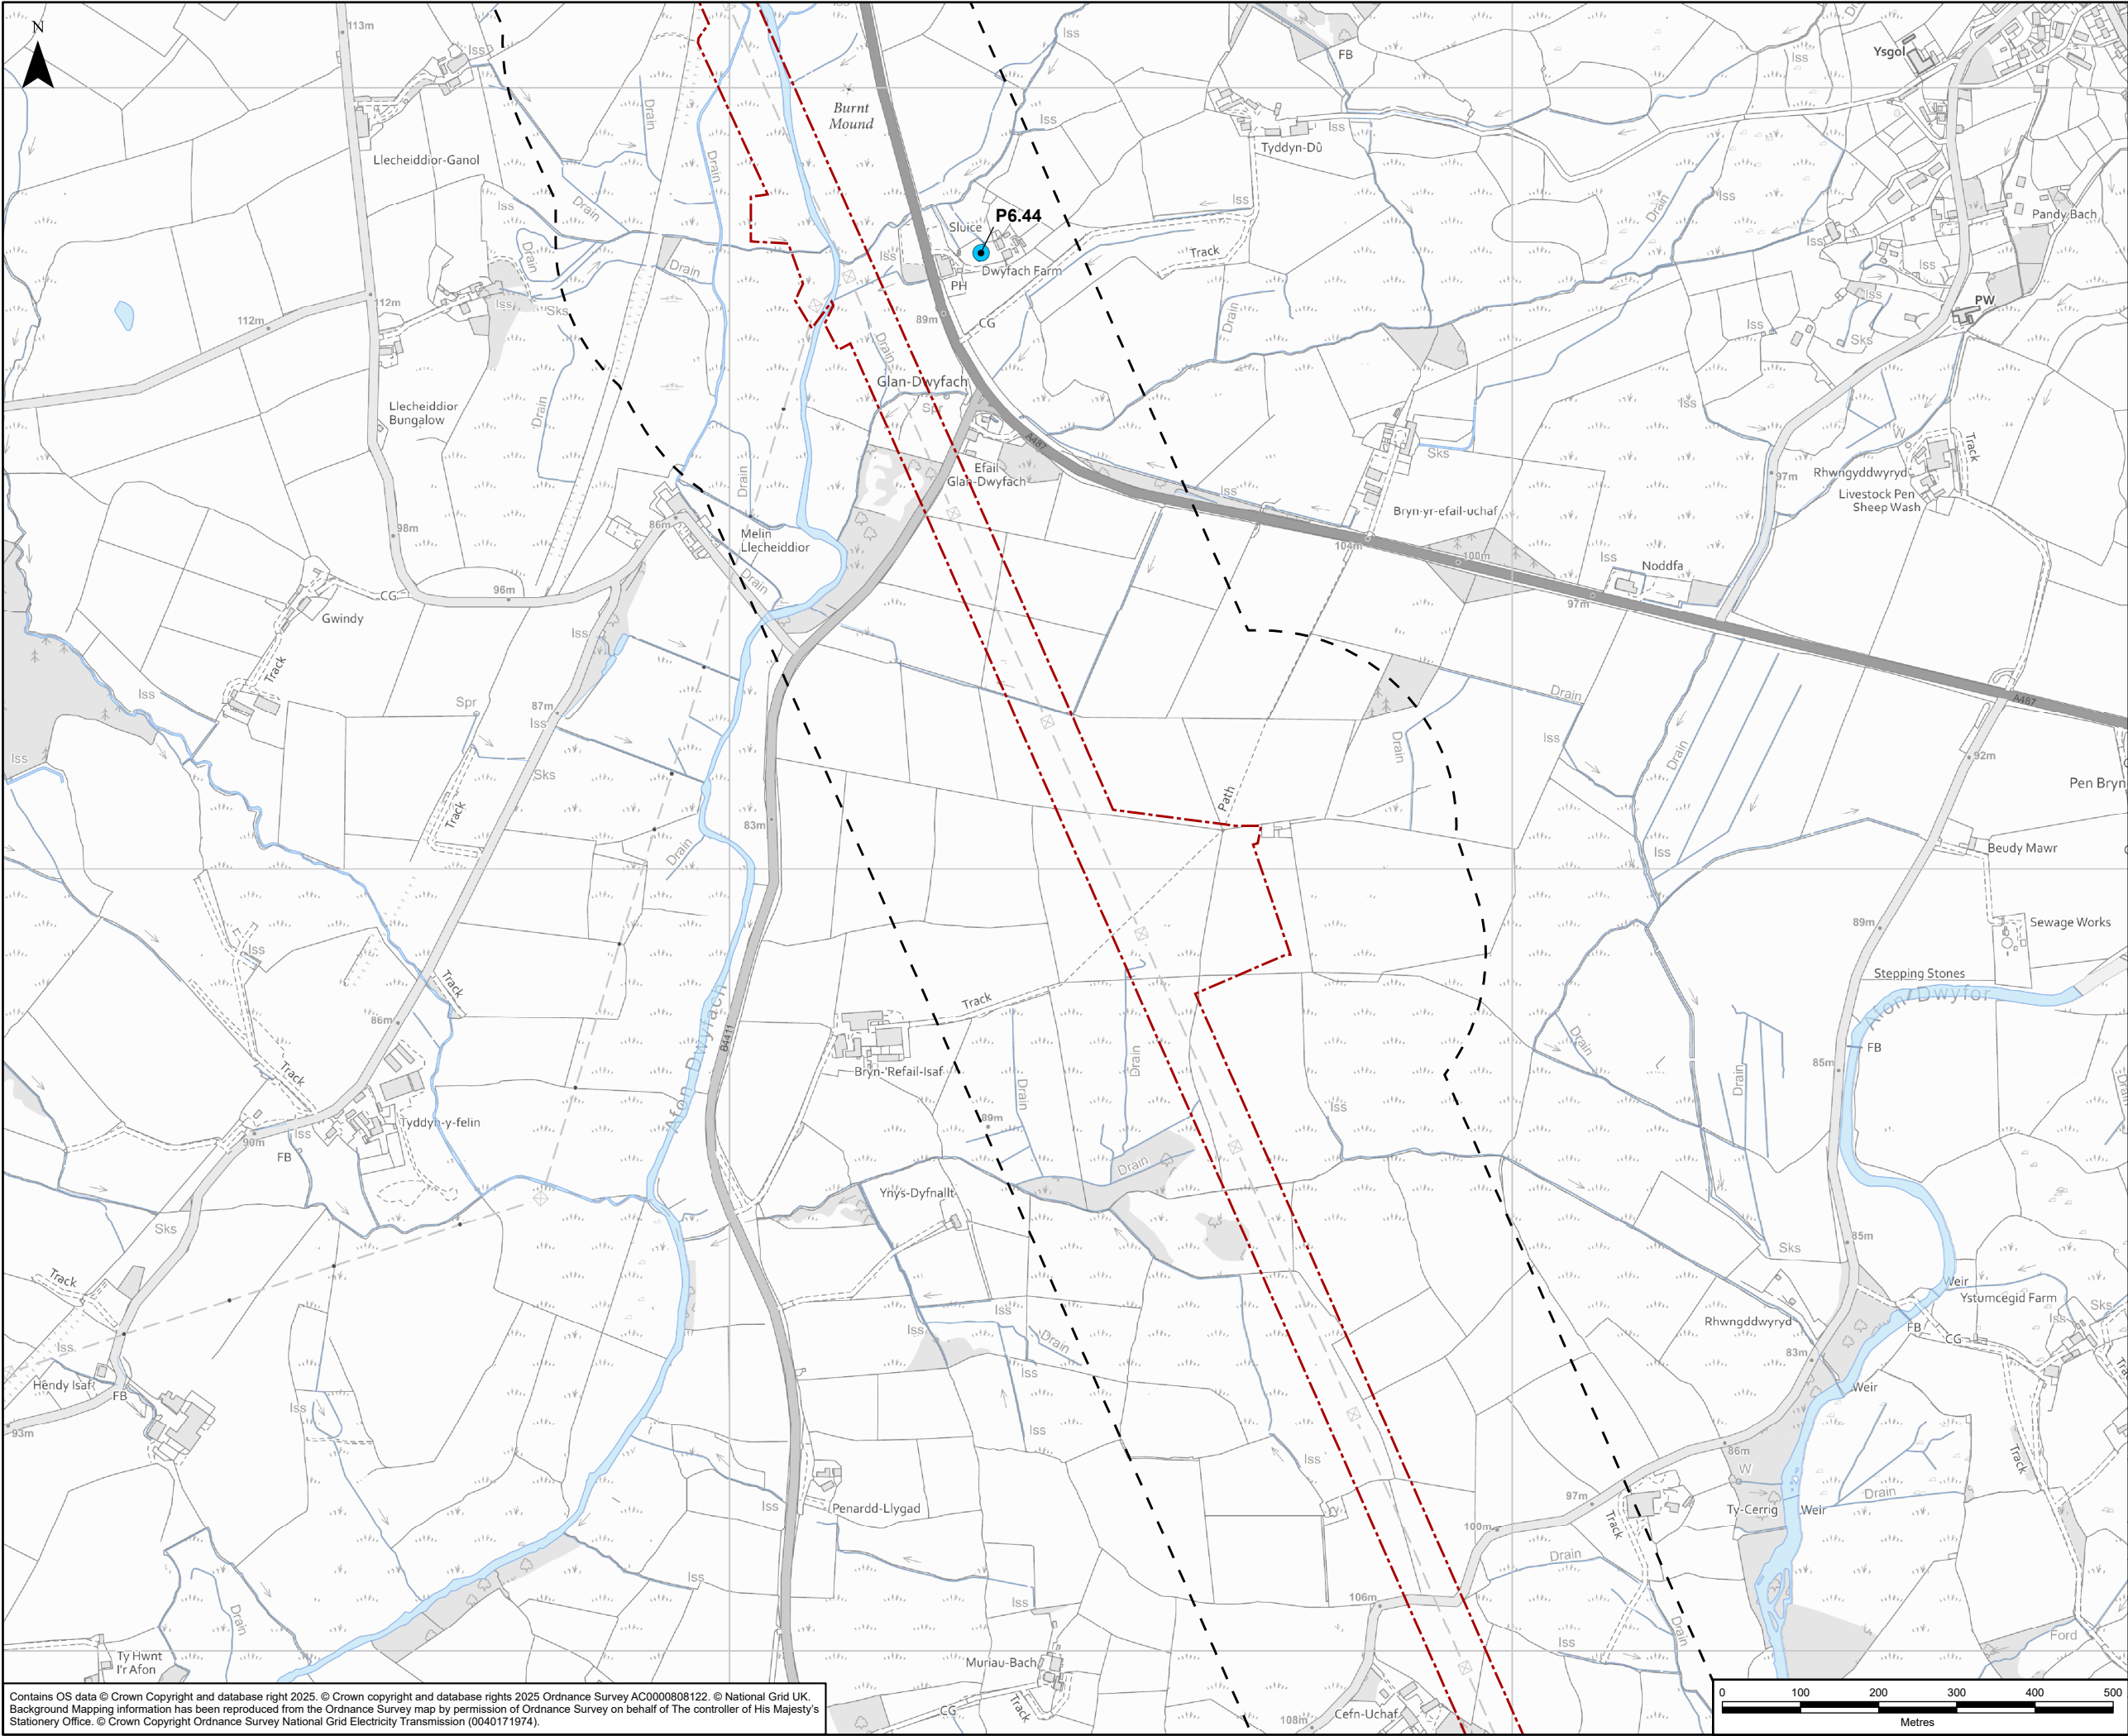 N
113m
Iss
Llecheiddior-Ganol
Drain
Drain
Burnt
Mound
Iss
Iss
FB
Iss
Tyddyn-Dû
Ysgol
Iss
Iss
Drain
Pandy Bach
Iss
Iss
PW
Iss
Iss
Sks
Iss
Drain
Drain
Iss
Sks
Drain
112m
112m
Sluice
P6.44
Iss
Dwyfach Farm
PH
89m
CG
Iss
Track
Drain
Drain
Glan-Dwyfach
Spr
A487
Efail
Glan-Dwyfach
Llecheiddior
Bungalow
Drain
Drain
98m
86m
Melin
Llecheiddior
Drain
Iss
Sks
Bryn-yr-efail-uchaf
104m
100m
Iss
97m
W
Rhwngyddwyryd
Track
Livestock Pen
Sheep Wash
Iss
Noddfa
97m
CG
96m
Gwindy
Track
Iss
Iss
Iss
Spr
87m
Iss
Sks
Track
Drain
83m
Path
Drain
Drain
Iss
Drain
A487
92m
Pen Bryn
Iss
Beudy Mawr
89m
Sewage Works
Stepping Stones
Afon Dwyfor
FB
85m
Iss
Track
86m
Track
Afon Dwyfach
B4411
Track
Bryn-'Refail-Isaf
Drain
Drain
89m
Drain
Drain
Drain
Iss
Tyddyn-y-felin
90m
Iss
FB
Ynys-Dyfnallt
Drain
Sks
Sks
85m
Track
Iss
Iss
Drain
Iss
Iss
Weir
Ystumcegid Farm
Sks
Iss
Rhwngddwyryd
FB
CG
83m
Weir
Track
Iss
Hendy Isaf
FB
93m
Iss
Iss
86m
W
Ty-Cerrig
Weir
Drain
97m
Track
100m
Drain
Iss
Penardd-Llygad
Iss
Iss
106m
Drain
Iss
Drain
Ford
Ty Hwnt
I'r Afon
Muriau-Bach
CG
Track
108m
Cefn-Uchaf
Contains OS data © Crown Copyright and database right 2025. © Crown copyright and database rights 2025 Ordnance Survey AC0000808122. © National Grid UK.
Background Mapping information has been reproduced from the Ordnance Survey map by permission of Ordnance Survey on behalf of The controller of His Majesty's
Stationery Office. © Crown Copyright Ordnance Survey National Grid Electricity Transmission (0040171974).
0 100 200 300 400 500
Metres